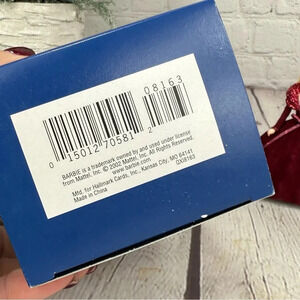 08163
0 15012 70581 2
BARBIE is a trademark owned by and used under license
from Mattel, Inc. © 2002 Mattel, Inc. All Rights Reserved.
www.barbie.com
Mfd. for Hallmark Cards, Inc., Kansas City, MO 64141
Made in China
QXI8163